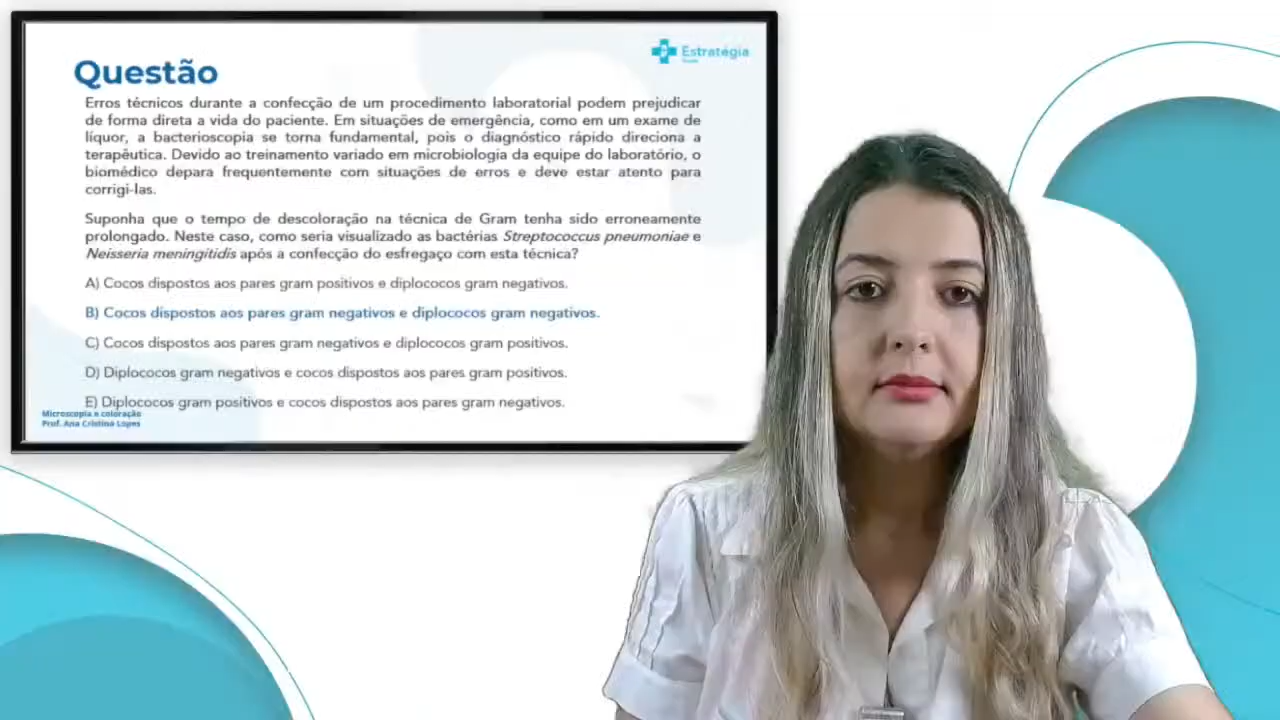 Estratégia
Questão
Erros técnicos durante a confecção de um procedimento laboratorial podem prejudicar
de forma direta a vida do paciente. Em situações de emergência, como em um exame de
líquor, a bacterioscopia se torna fundamental, pois o diagnóstico rápido direciona a
terapêutica. Devido ao treinamento variado em microbiologia da equipe do laboratório, o
biomédico depara frequentemente com situações de erros e deve estar atento para
corrigi-las.
Suponha que o tempo de descoloração na técnica de Gram tenha sido erroneamente
prolongado. Neste caso, como seria visualizado as bactérias Streptococcus pneumoniae e
Neisseria meningitidis após a confecção do esfregaço com esta técnica?
A) Cocos dispostos aos pares gram positivos e diplococos gram negativos.
B) Cocos dispostos aos pares gram negativos e diplococos gram negativos.
C) Cocos dispostos aos pares gram negativos e diplococos gram positivos.
D) Diplococos gram negativos e cocos dispostos aos pares gram positivos.
E) Diplococos gram positivos e cocos dispostos aos pares gram negativos.
Microscopia e coloração
Prof. Ana Cristina Lopes